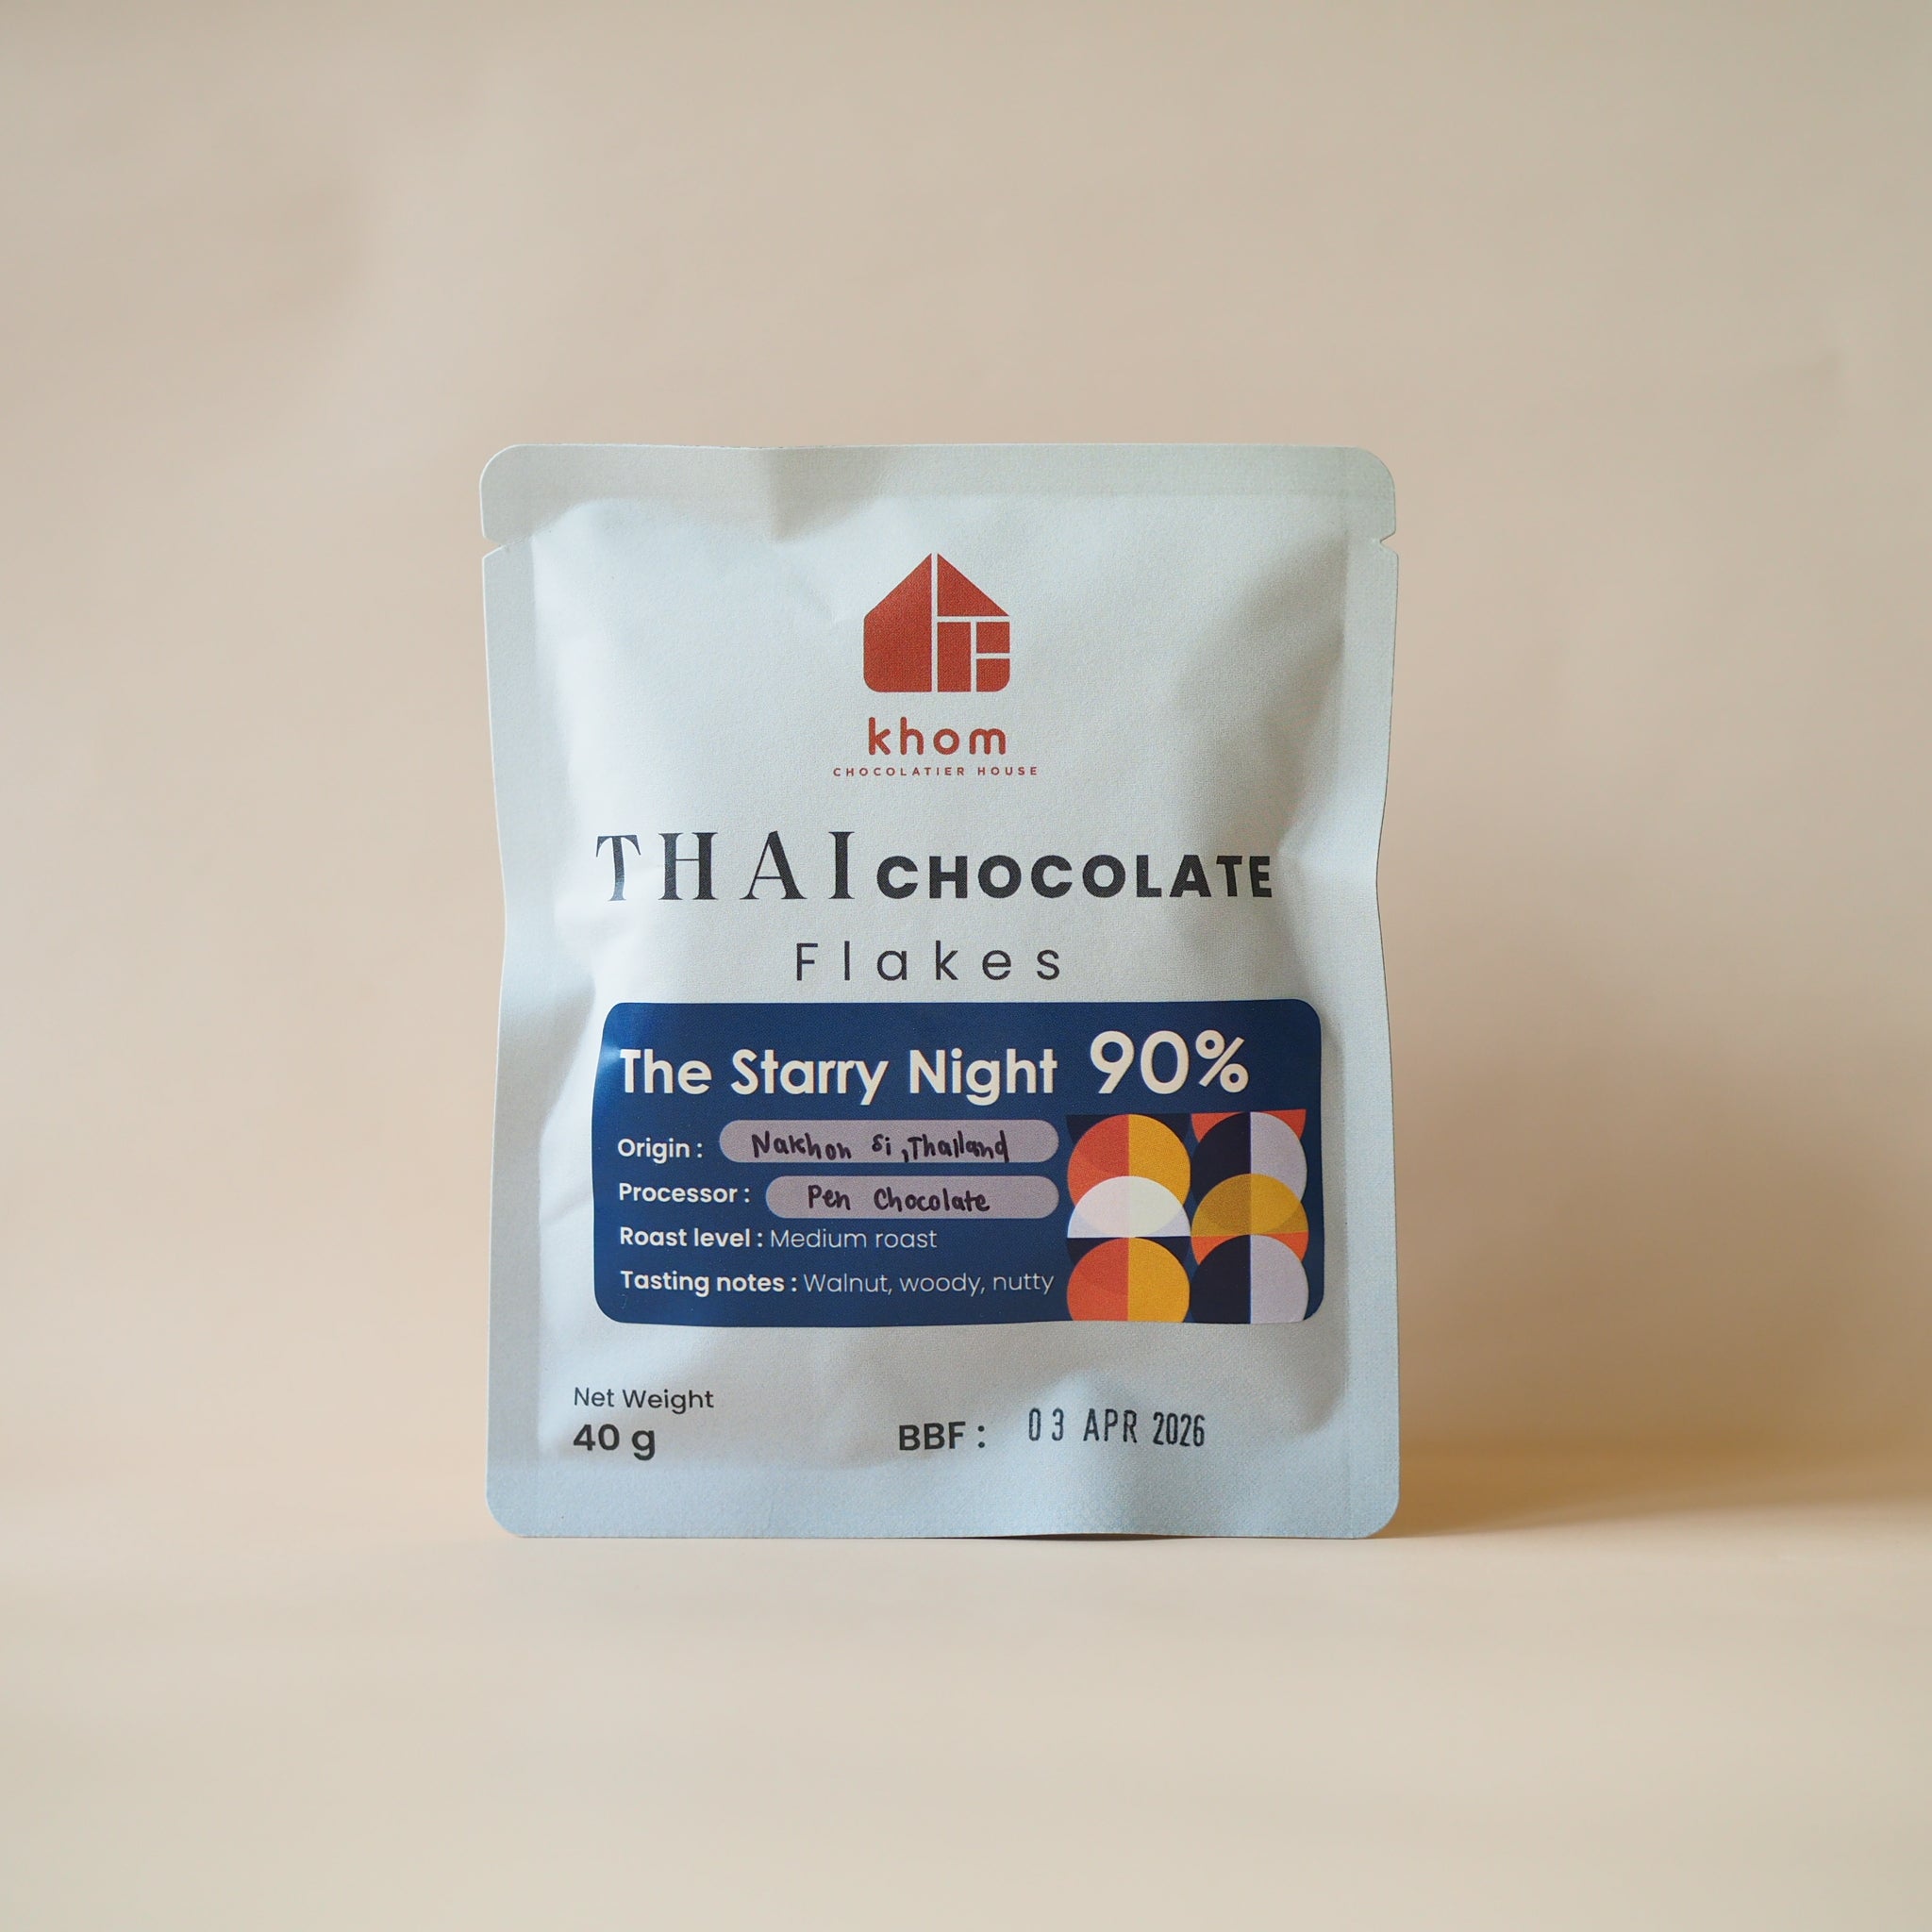 khom
CHOCOLATIER HOUSE
THAI CHOCOLATE
Flakes
The Starry Night 90%
Origin : Nakhon Si, Thailand
Processor : Pen Chocolate
Roast level : Medium roast
Tasting notes : Walnut, woody, nutty
Net Weight
40 g
BBF : 03 APR 2026